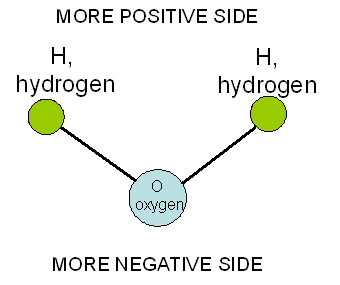 MORE POSITIVE SIDE
H,
hydrogen
H,
hydrogen
O
oxygen
MORE NEGATIVE SIDE